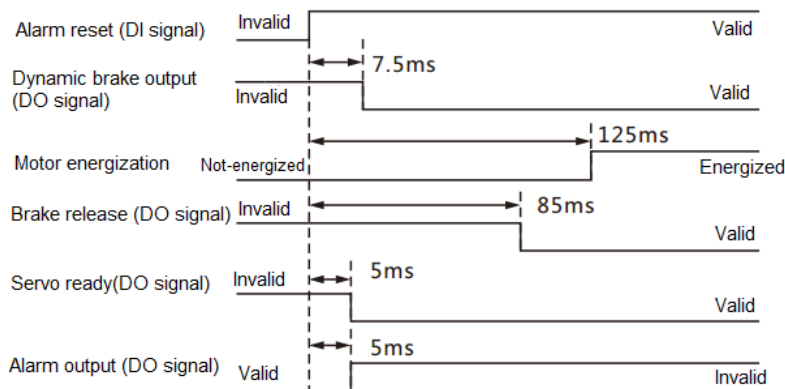 Alarm reset (DI signal) Invalid Valid
7.5ms
Dynamic brake output
(DO signal) Invalid Valid
125ms
Motor energization Not-energized Energized
Brake release (DO signal) Invalid 85ms Valid
Servo ready(DO signal) Invalid 5ms Valid
5ms
Alarm output (DO signal) Valid Invalid